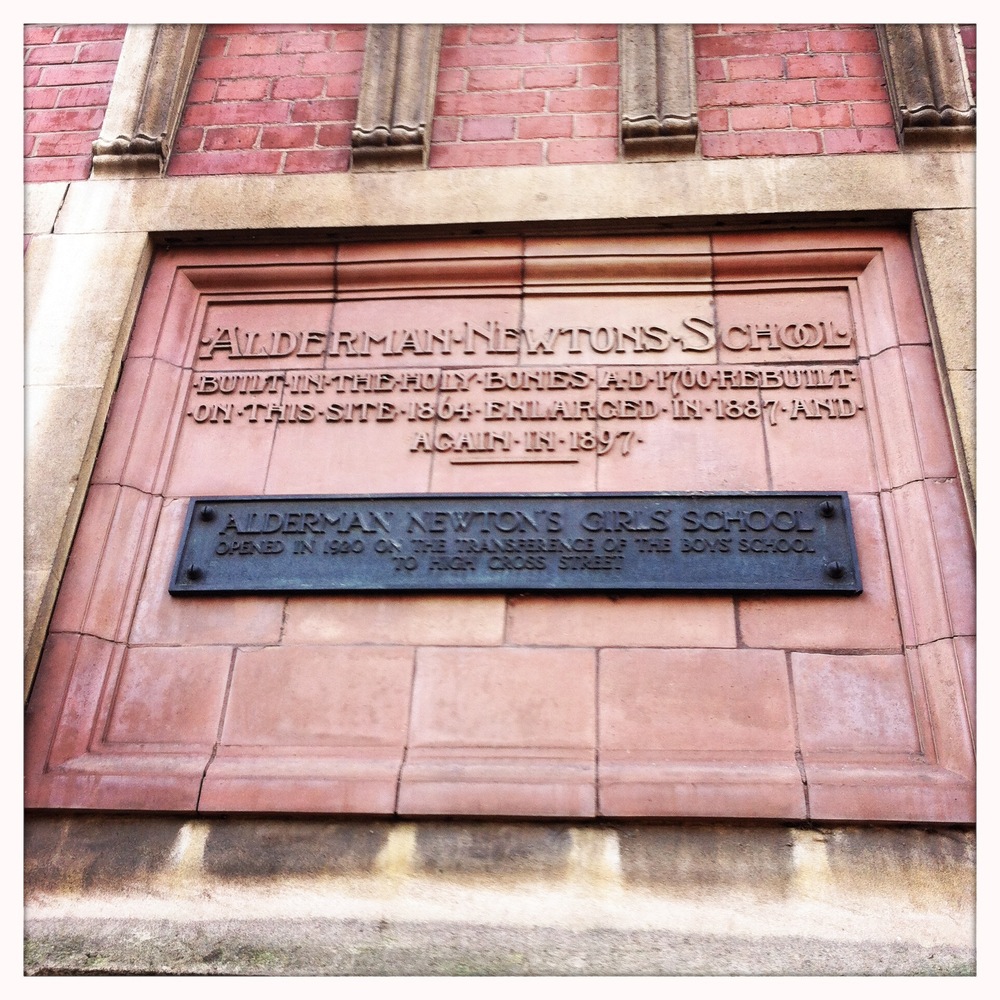 ·ALDERMAN·NEWTONS·SCHOOL·
·BUILT·IN·THE·HOLY·BONES·A·D·1700·REBUILT·
·ON·THIS·SITE·1864·ENLARGED·IN·1887·AND·
AGAIN·IN·1897·
ALDERMAN NEWTON'S GIRLS' SCHOOL
OPENED IN 1920 ON THE TRANSFERENCE OF THE BOYS' SCHOOL
TO HIGH CROSS STREET